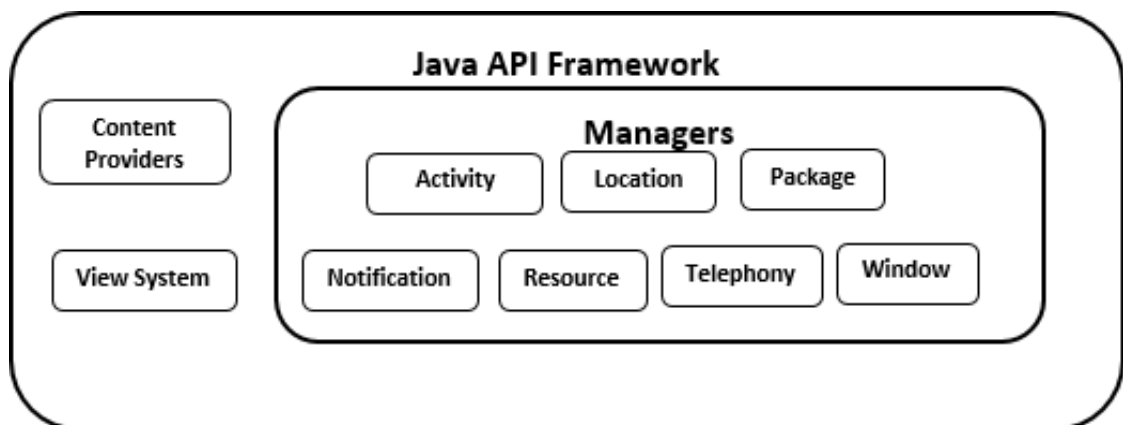 Java API Framework
Content
Providers
View System
Managers
Activity
Location
Package
Notification
Resource
Telephony
Window